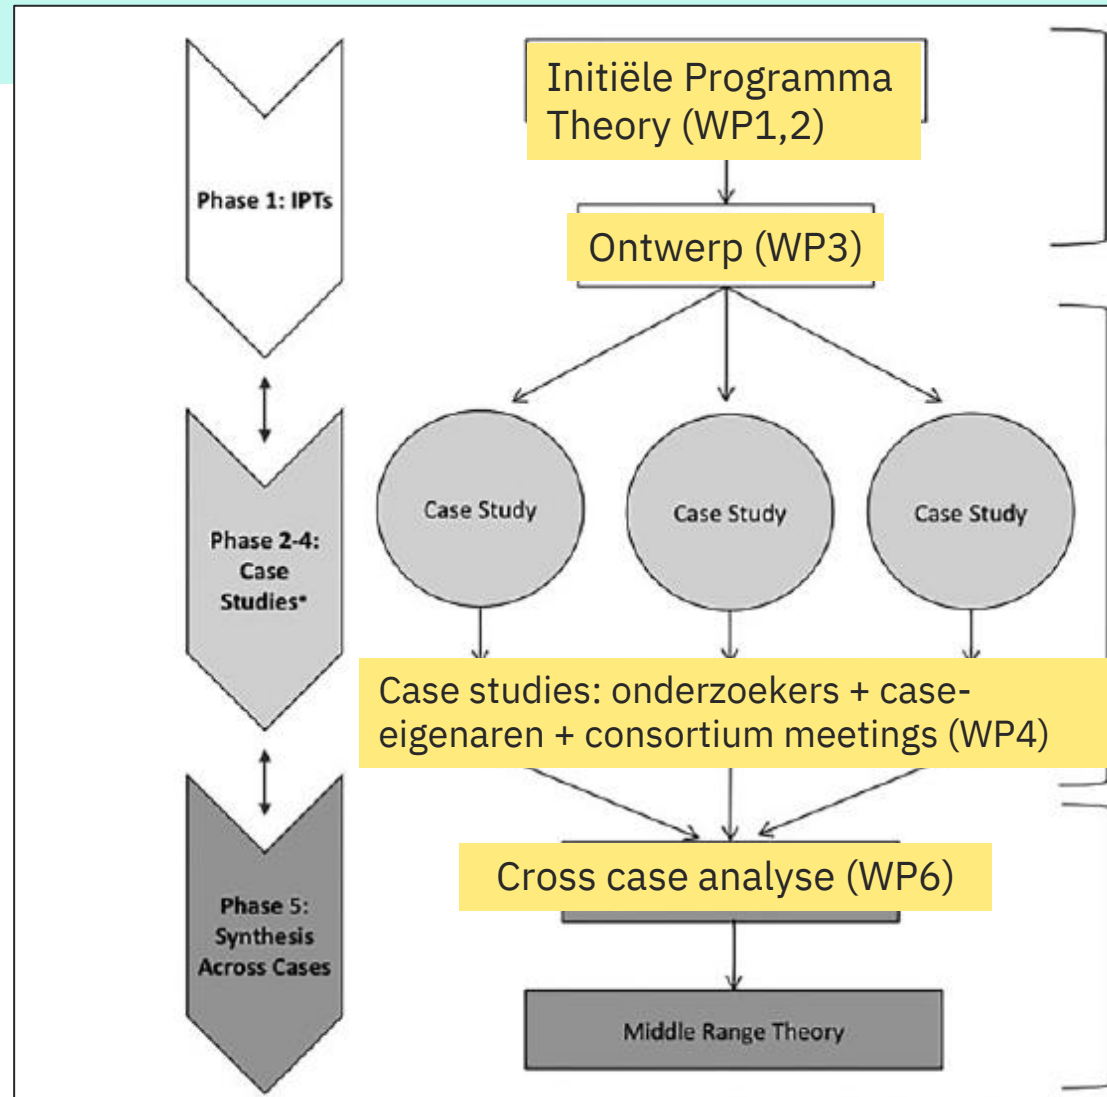 Initiële Programma
Theory (WP1,2)
Phase 1: IPTs
Ontwerp (WP3)
Case Study
Case Study
Case Study
Phase 2-4:
Case
Studies*
Case studies: onderzoekers + case-
eigenaren + consortium meetings (WP4)
Cross case analyse (WP6)
Phase 5:
Synthesis
Across Cases
Middle Range Theory